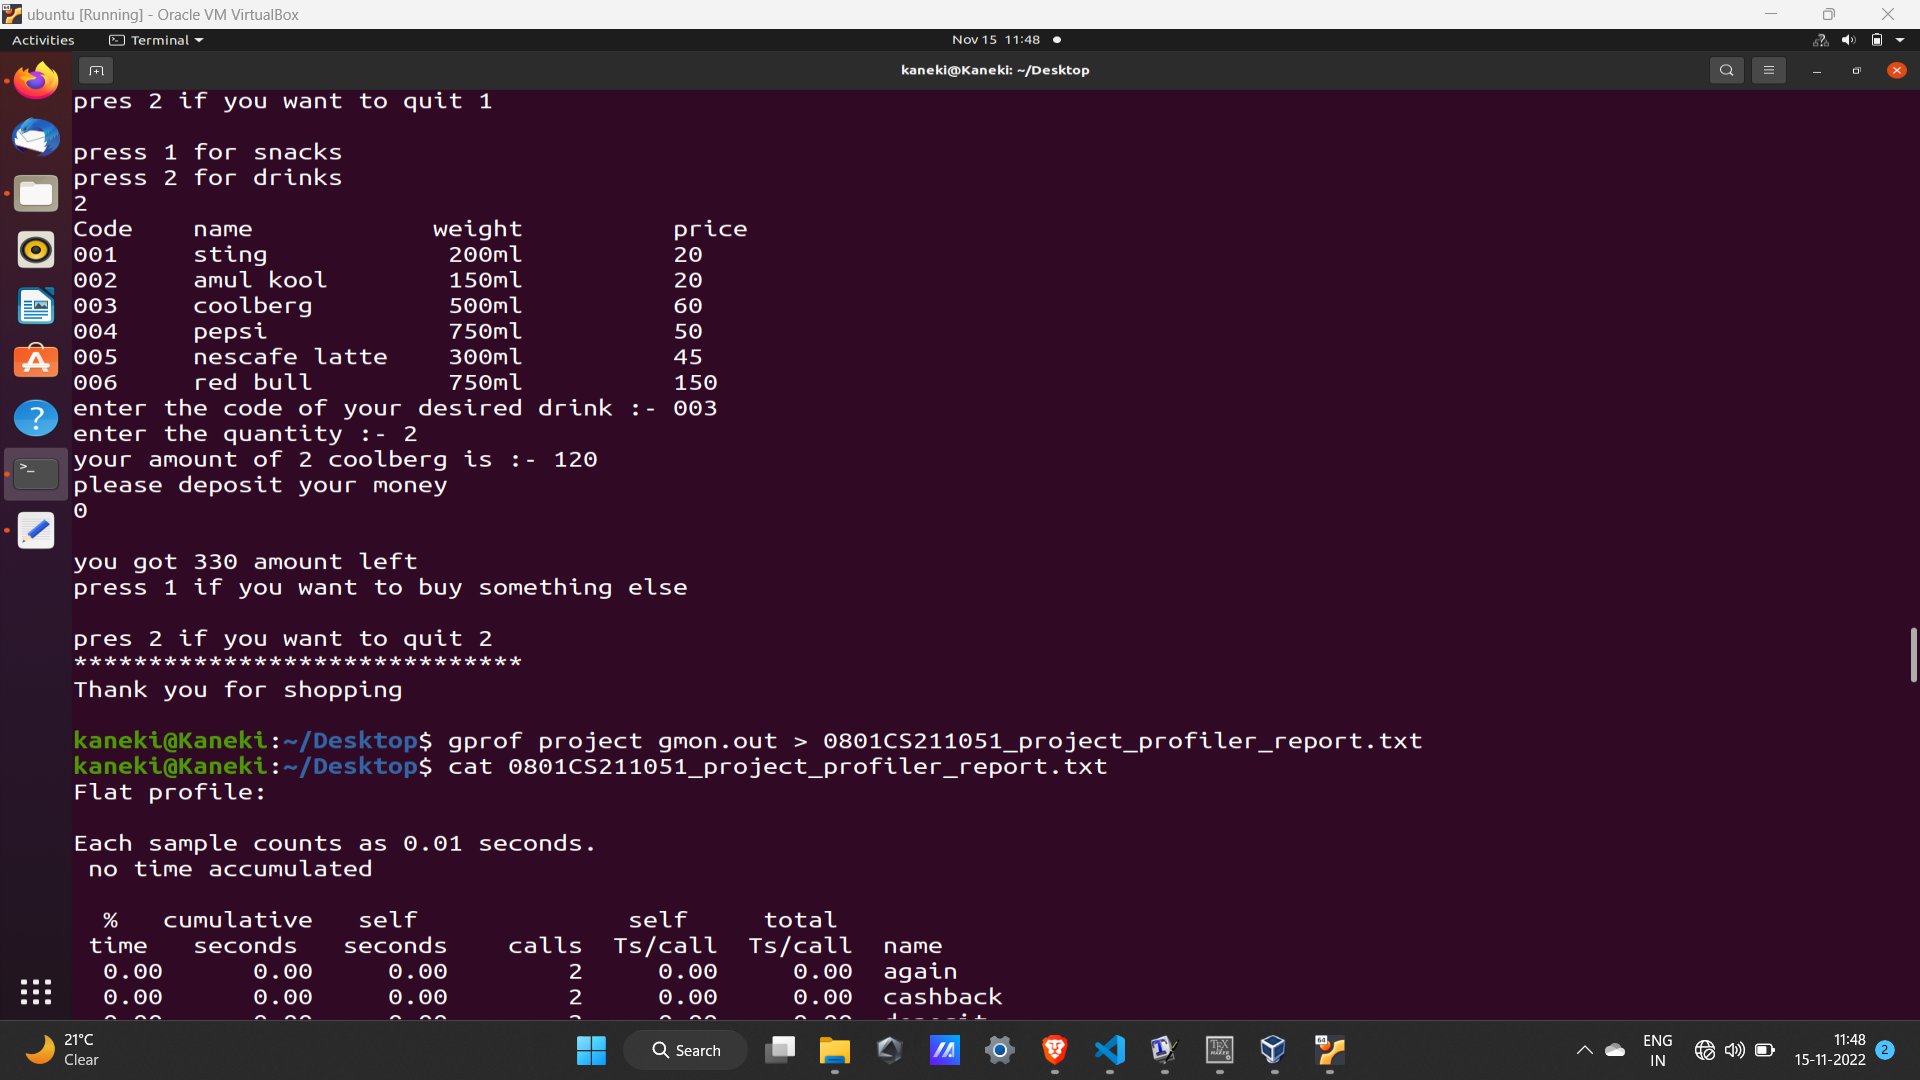 ubuntu [Running] - Oracle VM VirtualBox
Activities Terminal Nov 15 11:48
kaneki@Kaneki: ~/Desktop
pres 2 if you want to quit 1
press 1 for snacks
press 2 for drinks
2
Code name weight price
001 sting 200ml 20
002 amul kool 150ml 20
003 coolberg 500ml 60
004 pepsi 750ml 50
005 nescafe latte 300ml 45
006 red bull 750ml 150
enter the code of your desired drink :- 003
enter the quantity :- 2
your amount of 2 coolberg is :- 120
please deposit your money
0
you got 330 amount left
press 1 if you want to buy something else
pres 2 if you want to quit 2
******************************
Thank you for shopping
kaneki@Kaneki:~/Desktop$ gprof project gmon.out > 0801CS211051_project_profiler_report.txt
kaneki@Kaneki:~/Desktop$ cat 0801CS211051_project_profiler_report.txt
Flat profile:
Each sample counts as 0.01 seconds.
no time accumulated
% cumulative self self total
time seconds seconds calls Ts/call Ts/call name
0.00 0.00 0.00 2 0.00 0.00 again
0.00 0.00 0.00 2 0.00 0.00 cashback
21°C
Clear
Search
ENG
IN
11:48
15-11-2022
2